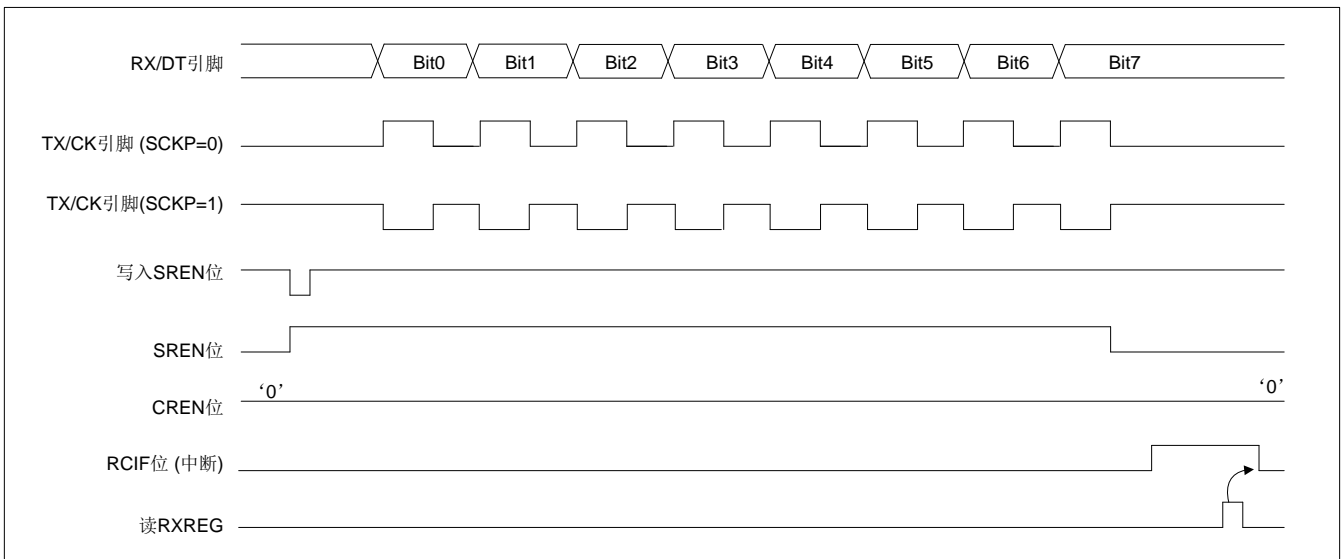 RX/DT引脚 Bit0 Bit1 Bit2 Bit3 Bit4 Bit5 Bit6 Bit7
TX/CK引脚 (SCKP=0)
TX/CK引脚(SCKP=1)
写入SREN位
SREN位
‘0’ ‘0’
CREN位
RCIF位 (中断)
读RXREG